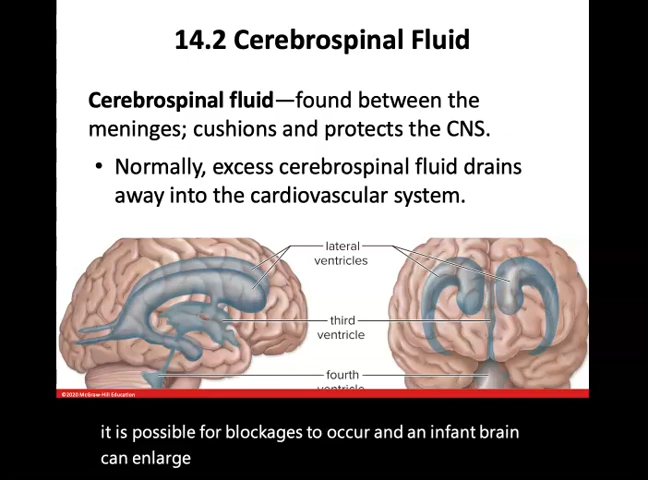 14.2 Cerebrospinal Fluid
Cerebrospinal fluid—found between the
meninges; cushions and protects the CNS.
• Normally, excess cerebrospinal fluid drains
away into the cardiovascular system.
lateral
ventricles
third
ventricle
fourth
ventricle
©2020 McGraw-Hill Education
it is possible for blockages to occur and an infant brain
can enlarge